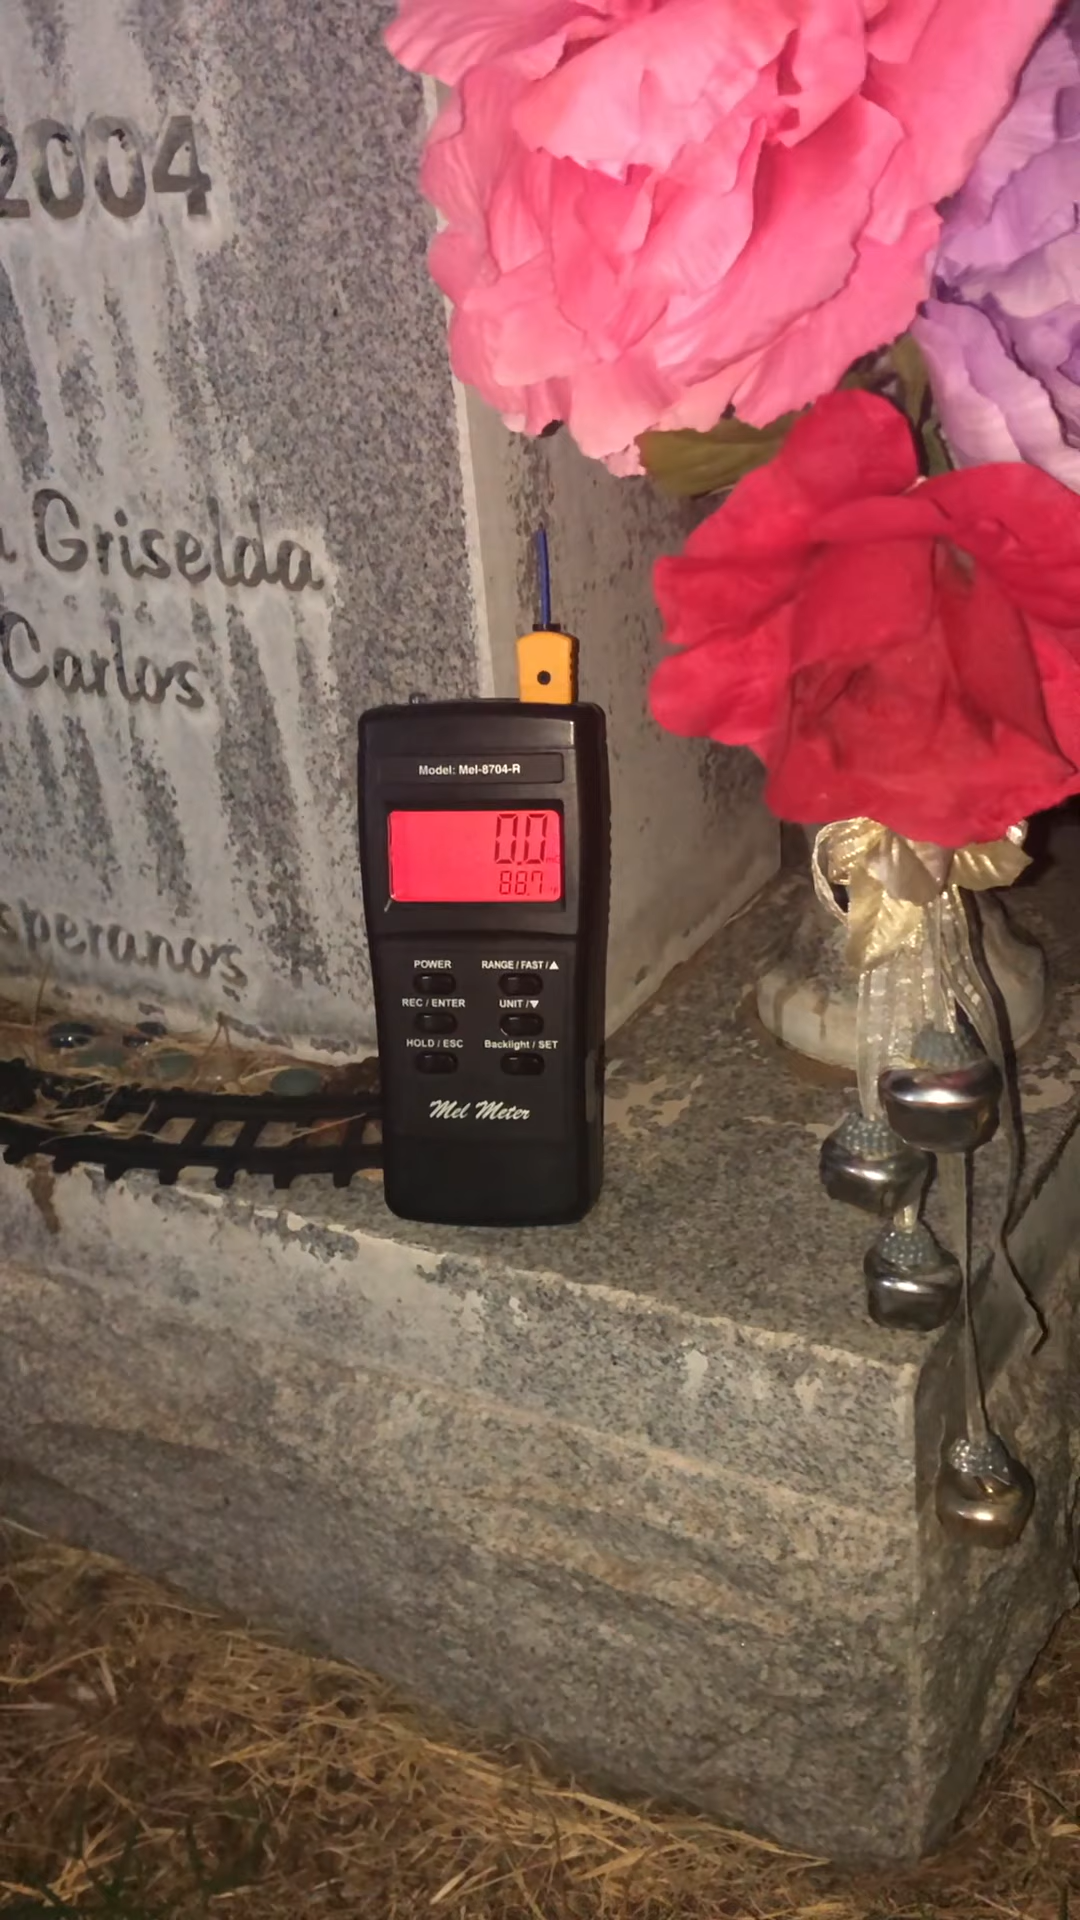 2004
Griselda
Carlos
Model: Mel-8704-R
0.0
88.7
speranos
POWER RANGE / FAST / ▲
REC / ENTER UNIT / ▼
HOLD / ESC Backlight / SET
Mel Meter